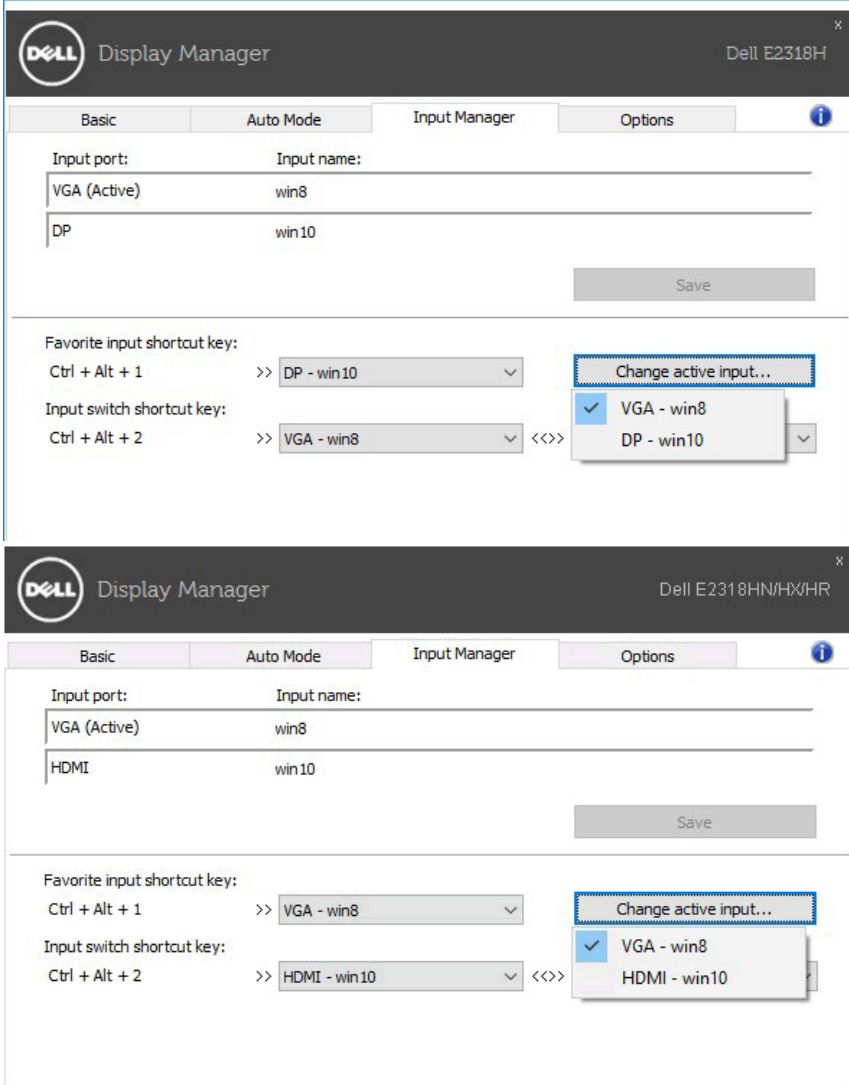 x
DELL Display Manager Dell E2318H
Basic Auto Mode Input Manager Options i
Input port: Input name:
VGA (Active) win8
DP win10
Save
Favorite input shortcut key:
Ctrl + Alt + 1 >> DP - win10 Change active input...
Input switch shortcut key: VGA - win8
Ctrl + Alt + 2 >> VGA - win8 <<>> DP - win10
x
DELL Display Manager Dell E2318HN/HX/HR
Basic Auto Mode Input Manager Options i
Input port: Input name:
VGA (Active) win8
HDMI win10
Save
Favorite input shortcut key:
Ctrl + Alt + 1 >> VGA - win8 Change active input...
Input switch shortcut key: VGA - win8
Ctrl + Alt + 2 >> HDMI - win10 <<>> HDMI - win10